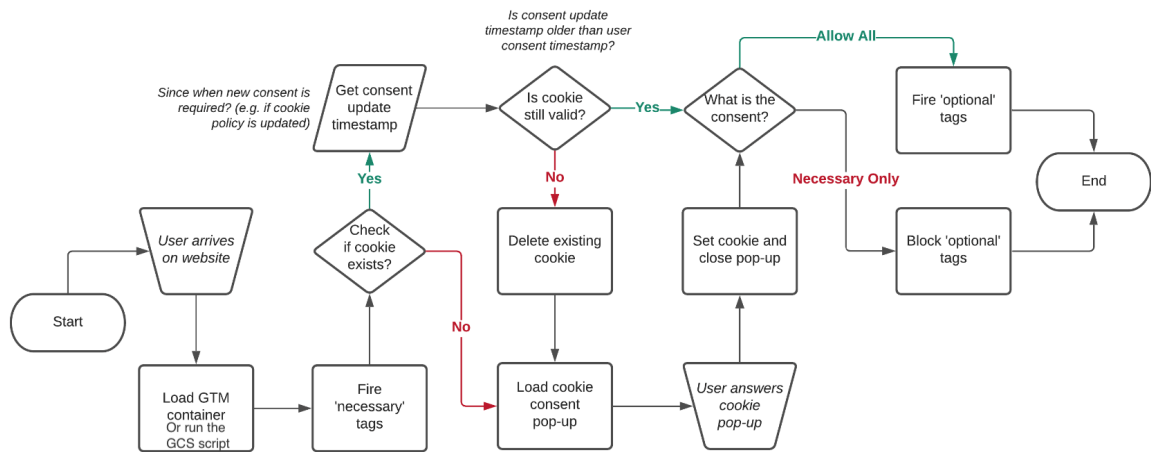 Start
User arrives
on website
Load GTM
container
Or run the
GCS script
Fire
'necessary'
tags
Check
if cookie
exists?
Yes
No
Since when new consent is
required? (e.g. if cookie
policy is updated)
Get consent
update
timestamp
Is consent update
timestamp older than user
consent timestamp?
Is cookie
still valid?
Yes
No
Delete existing
cookie
Load cookie
consent
pop-up
User answers
cookie
pop-up
Set cookie and
close pop-up
What is the
consent?
Allow All
Necessary Only
Fire 'optional'
tags
Block 'optional'
tags
End